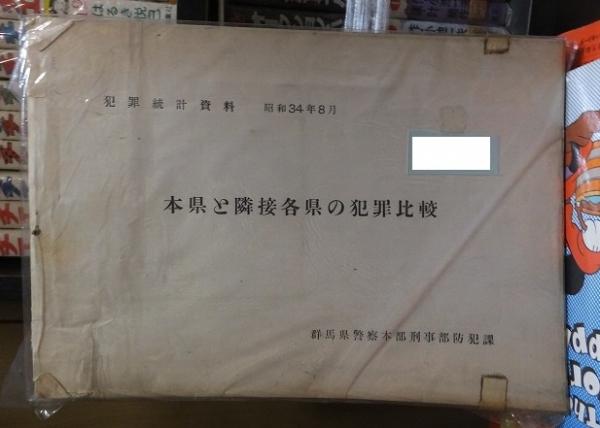 犯罪統計資料 昭和34年8月
本県と隣接各県の犯罪比較
群馬県警察本部刑事部防犯課